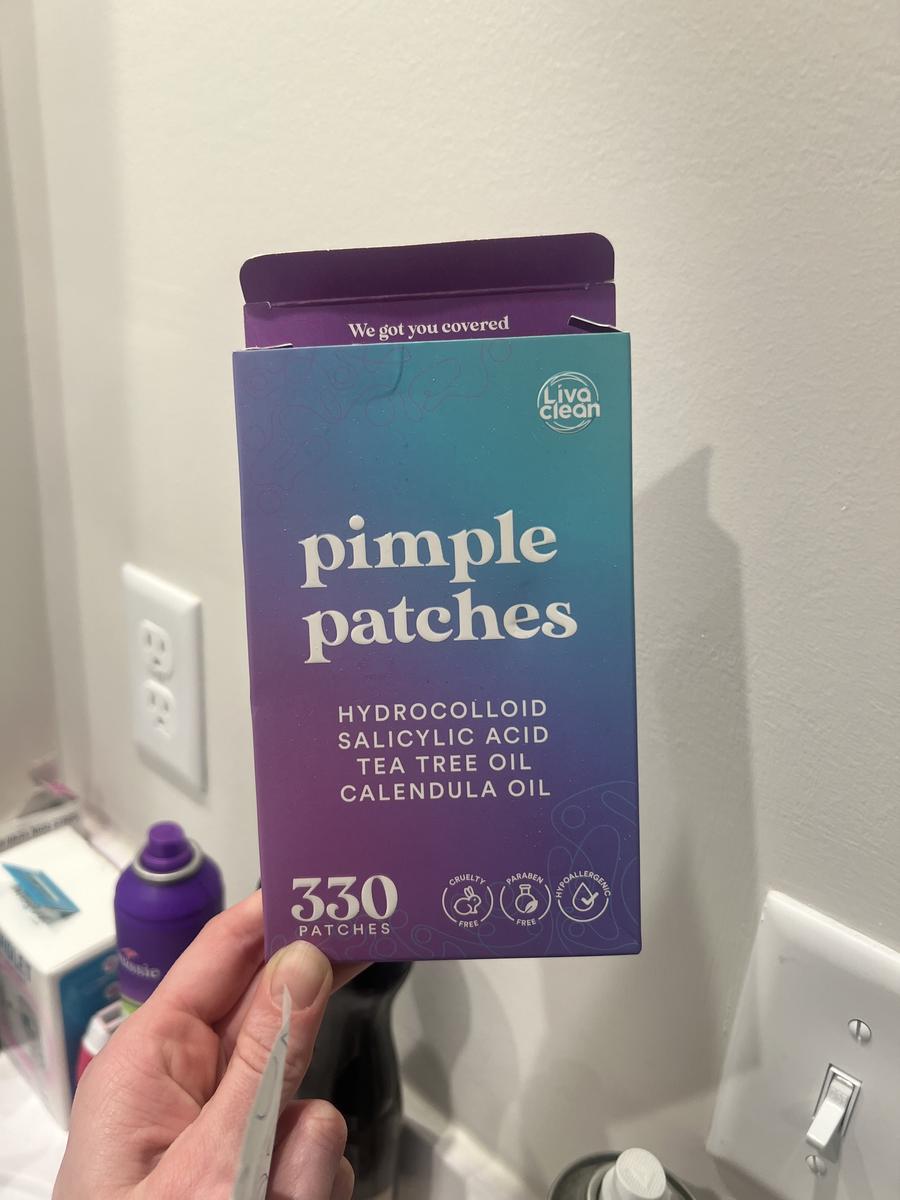 We got you covered
Liva
clean
pimple
patches
HYDROCOLLOID
SALICYLIC ACID
TEA TREE OIL
CALENDULA OIL
330
PATCHES
CRUELTY
FREE
PARABEN
FREE
HYPOALLERGENIC